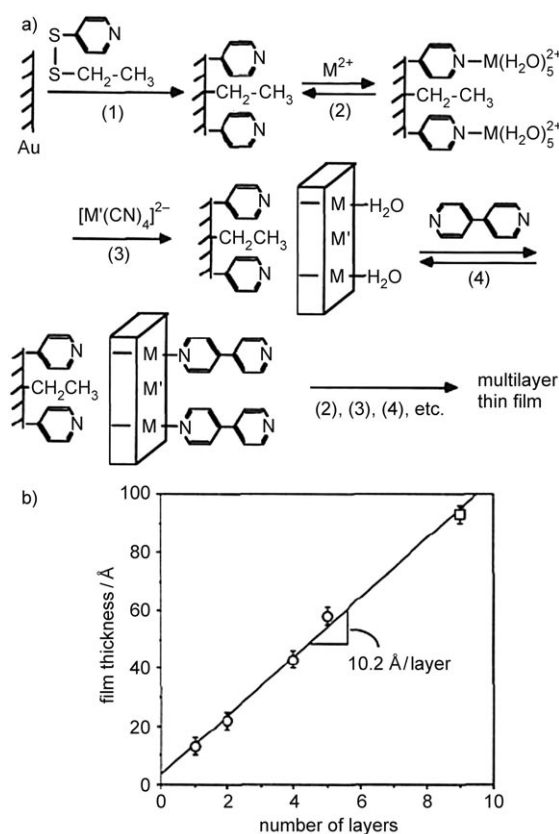 a)
S N
S CH₂-CH₃
Au
(1)
N
CH₂-CH₃
N
M²⁺
(2)
N-M(H₂O)₅²⁺
CH₂-CH₃
N-M(H₂O)₅²⁺
[M'(CN)₄]²⁻
(3)
N
CH₂CH₃
N
M H₂O
M'
M H₂O
N N
(4)
N
CH₂CH₃
N
M N N
M'
M N N
(2), (3), (4), etc.
multilayer
thin film
b)
100
80
60
40
20
0
film thickness / Å
10.2 Å/layer
0 2 4 6 8 10
number of layers